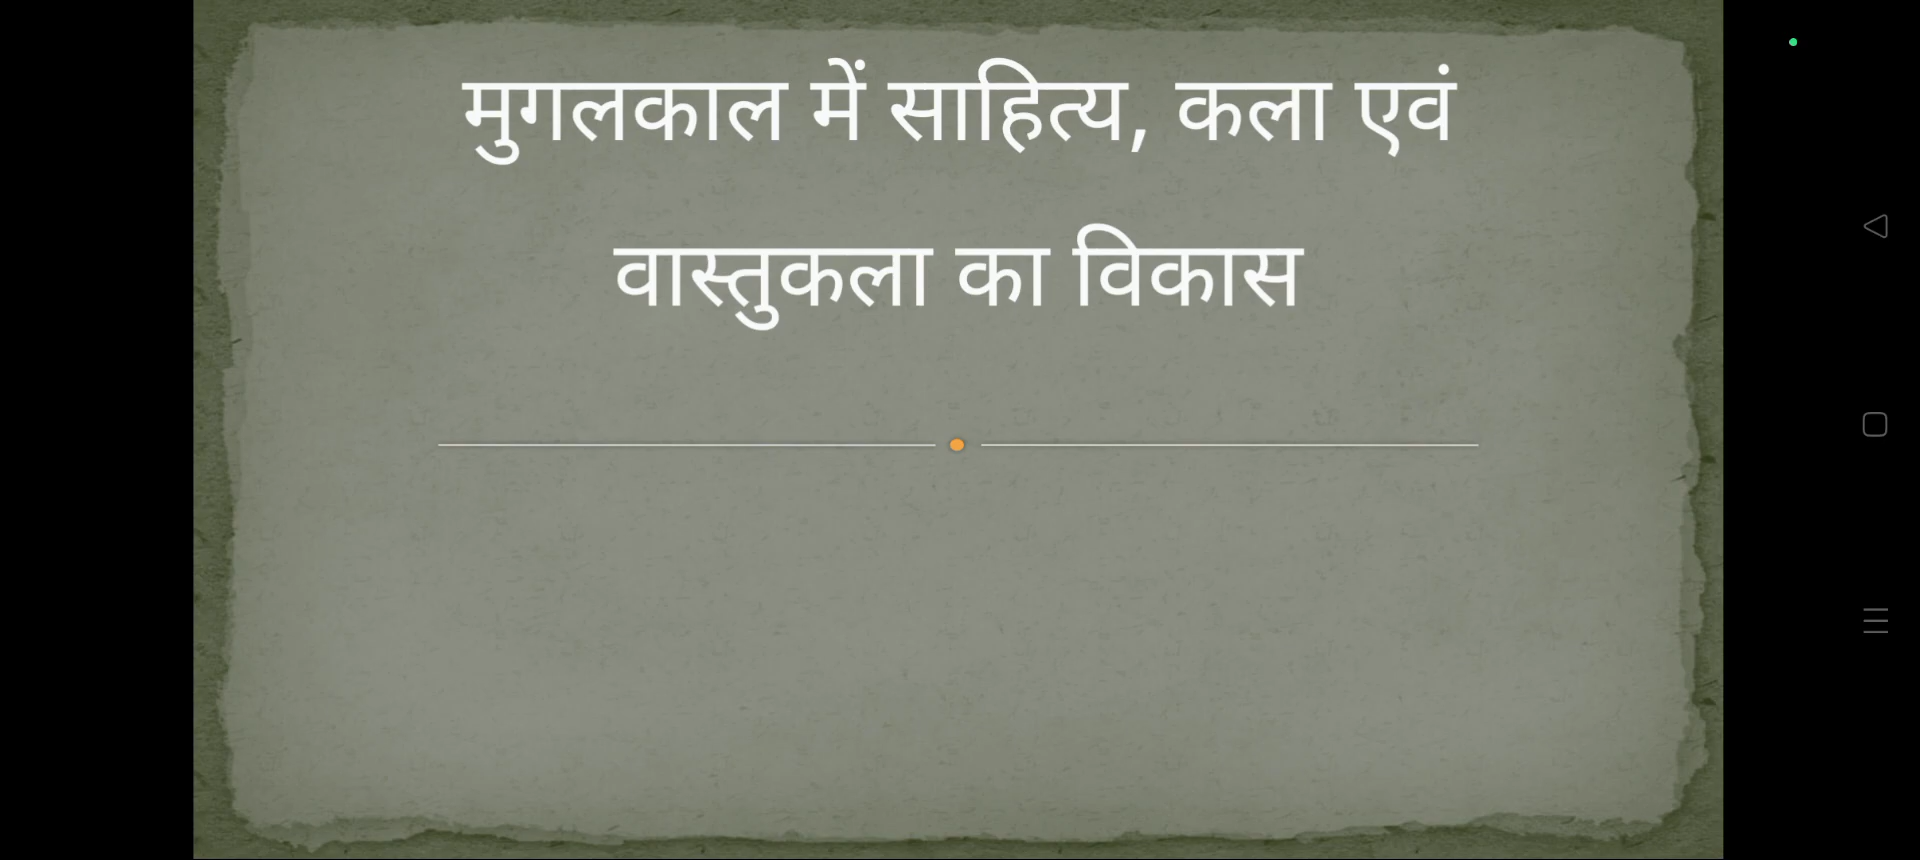 मुगलकाल में साहित्य, कला एवं
वास्तुकला का विकास